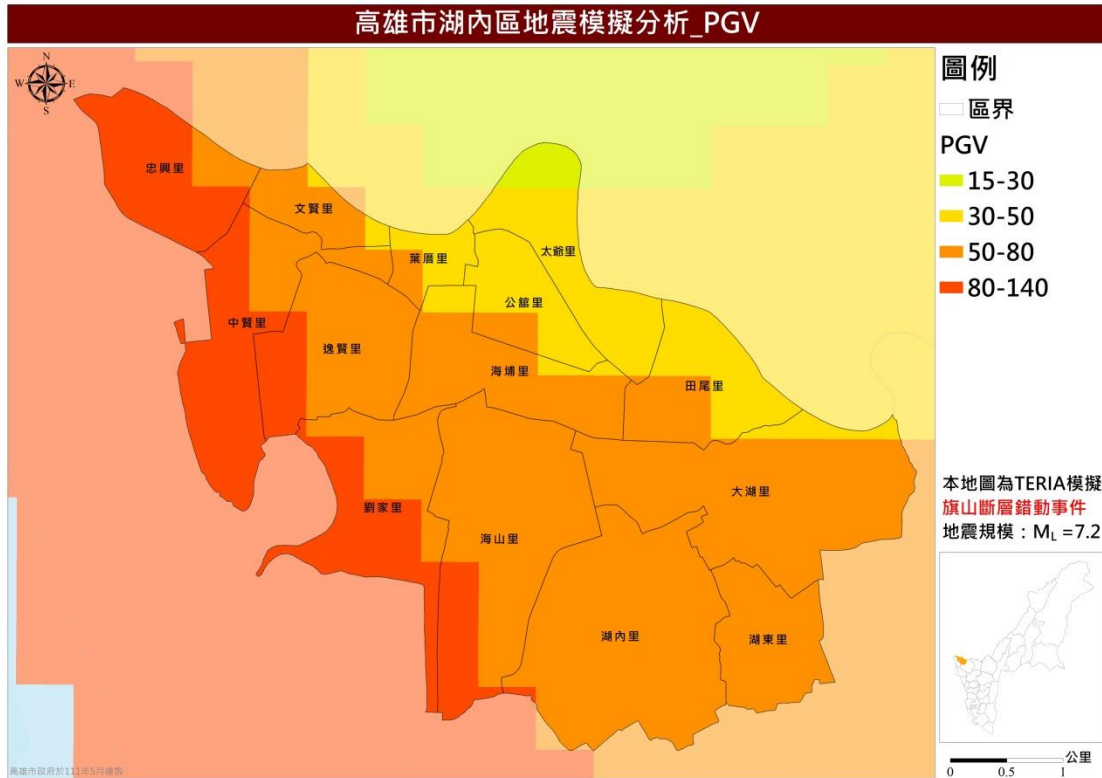 高雄市湖內區地震模擬分析_PGV
N
W
E
S
忠興里
文賢里
葉厝里
太爺里
公舘里
中賢里
逸賢里
海埔里
田尾里
大湖里
劉家里
海山里
湖內里
湖東里
高雄市政府於111年5月繪製
圖例
區界
PGV
15-30
30-50
50-80
80-140
本地圖為TERIA模擬
旗山斷層錯動事件
地震規模：ML =7.2
公里
0 0.5 1